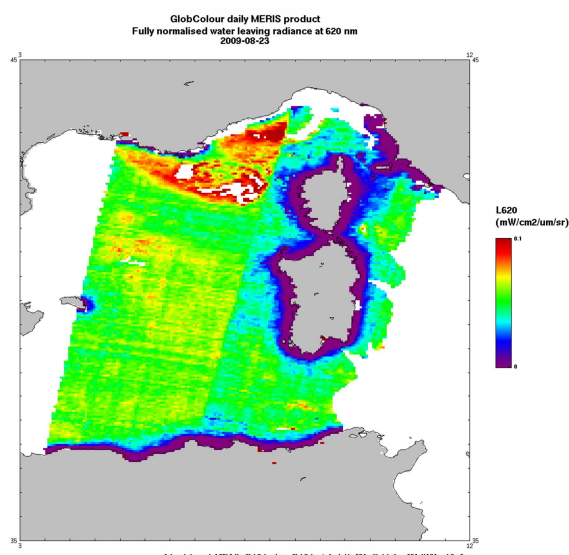 GlobColour daily MERIS product
Fully normalised water leaving radiance at 620 nm
2009-08-23
3
12
45
45
L620
(mW/cm2/um/sr)
0.1
0
35
35
3
12